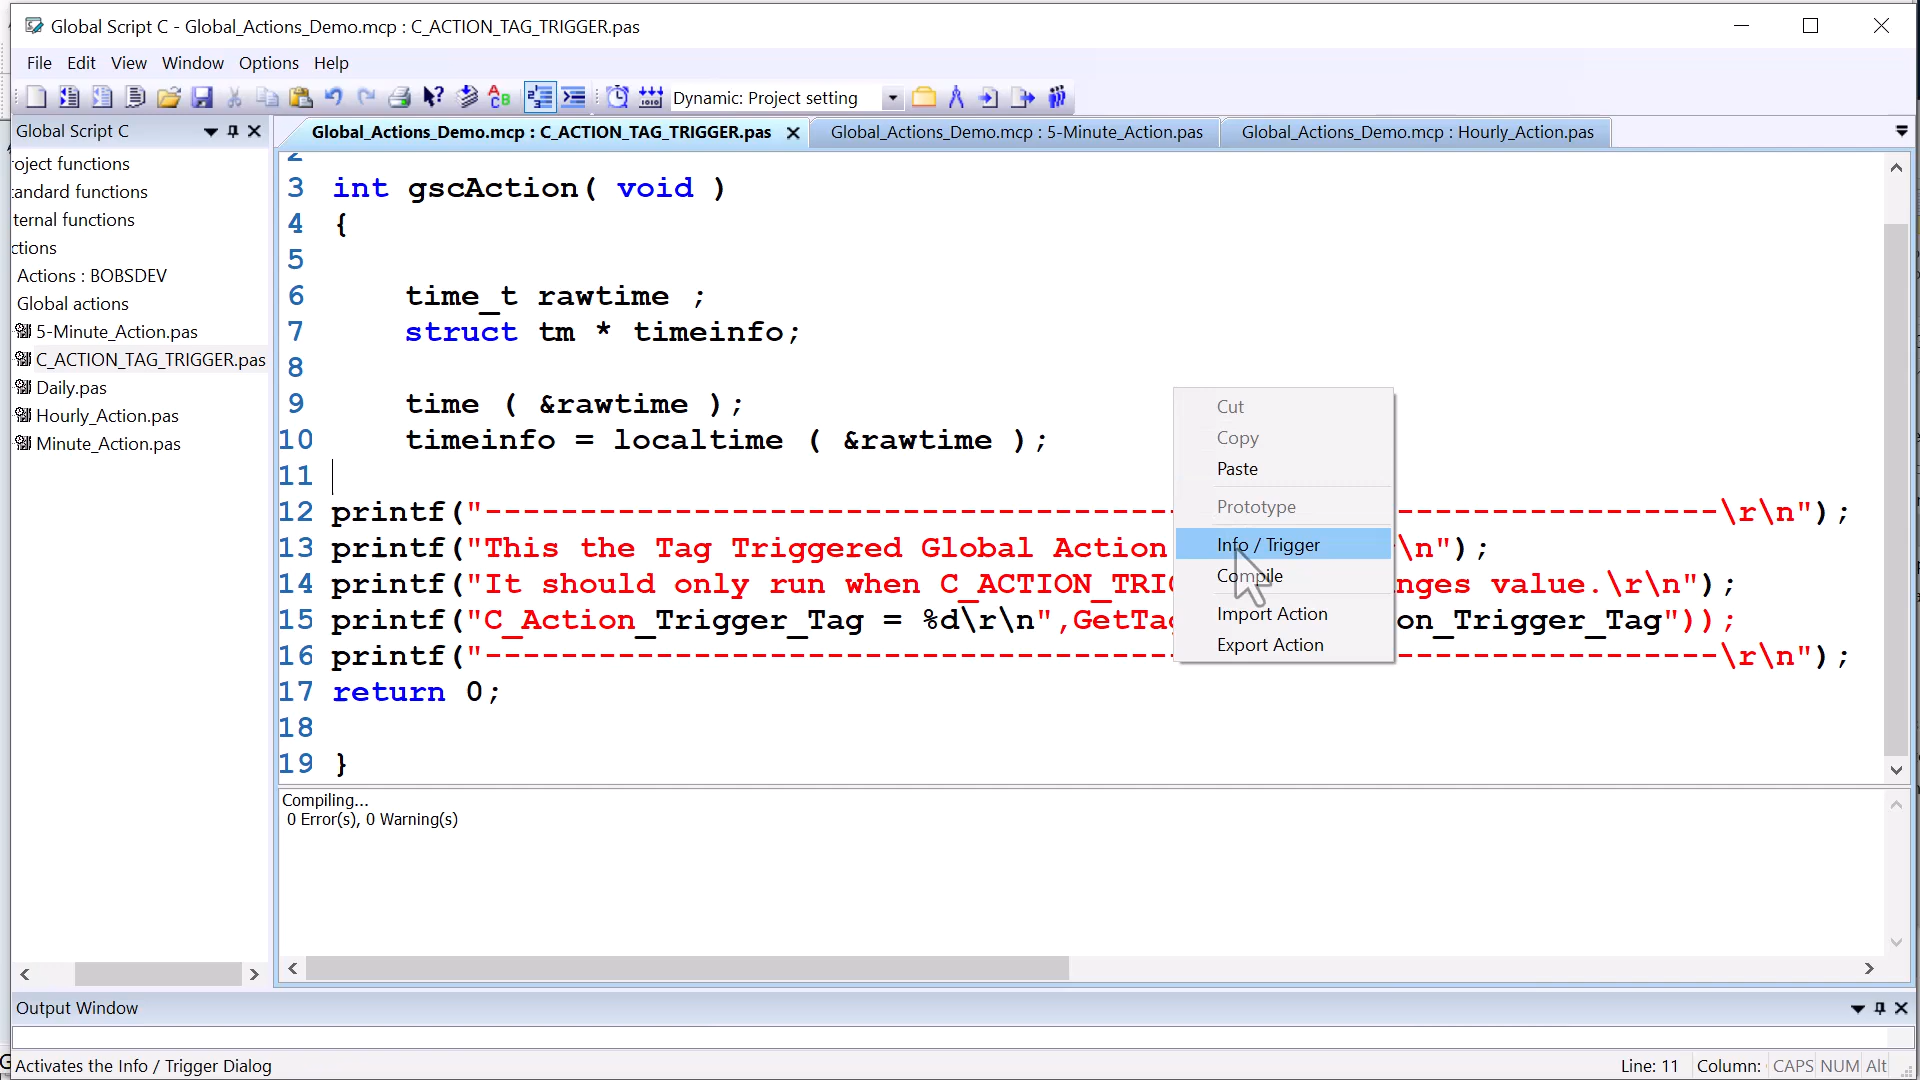 Global Script C - Global_Actions_Demo.mcp : C_ACTION_TAG_TRIGGER.pas
File Edit View Window Options Help
Dynamic: Project setting
Global Script C
Global_Actions_Demo.mcp : C_ACTION_TAG_TRIGGER.pas
Global_Actions_Demo.mcp : 5-Minute_Action.pas
Global_Actions_Demo.mcp : Hourly_Action.pas
oject functions
andard functions
ternal functions
ctions
Actions : BOBSDEV
Global actions
5-Minute_Action.pas
C_ACTION_TAG_TRIGGER.pas
Daily.pas
Hourly_Action.pas
Minute_Action.pas
2
3 int gscAction( void )
4 {
5
6 time_t rawtime ;
7 struct tm * timeinfo;
8
9 time ( &rawtime );
10 timeinfo = localtime ( &rawtime );
11
12 printf("------------------------------------ ----------------\r\n");
13 printf("This the Tag Triggered Global Action \n");
14 printf("It should only run when C_ACTION_TRI nges value.\r\n");
15 printf("C_Action_Trigger_Tag = %d\r\n",GetTa on_Trigger_Tag"));
16 printf("------------------------------------ ----------------\r\n");
17 return 0;
18
19 }
Cut
Copy
Paste
Prototype
Info / Trigger
Compile
Import Action
Export Action
Compiling...
0 Error(s), 0 Warning(s)
Output Window
Activates the Info / Trigger Dialog
Line: 11 Column: CAPS NUM Alt